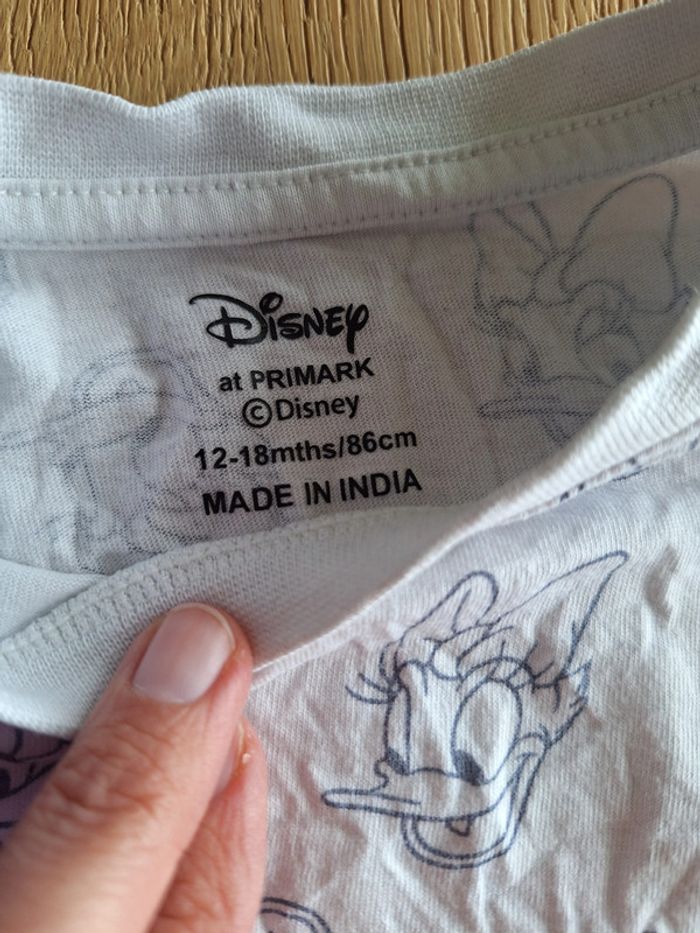 Disney
at PRIMARK
©Disney
12-18mths/86cm
MADE IN INDIA